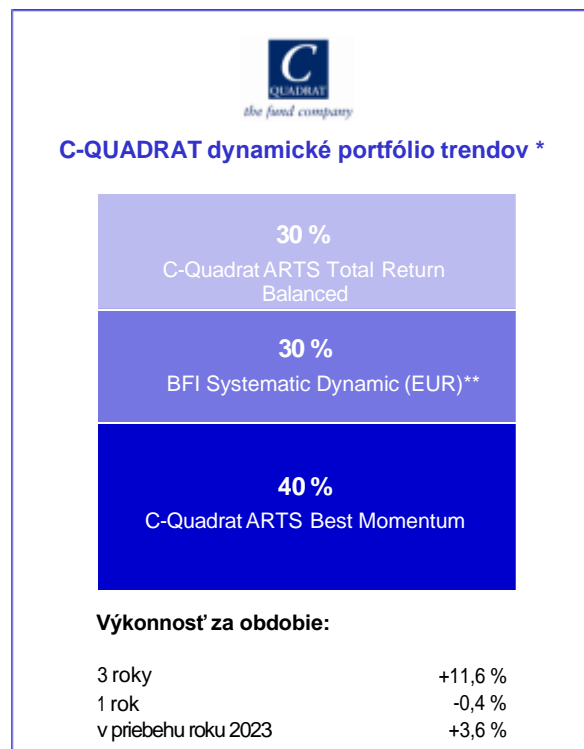 C
QUADRAT
the fund company
C-QUADRAT dynamické portfólio trendov *
30 %
C-Quadrat ARTS Total Return
Balanced
30 %
BFI Systematic Dynamic (EUR)**
40 %
C-Quadrat ARTS Best Momentum
Výkonnosť za obdobie:
3 roky +11,6 %
1 rok -0,4 %
v priebehu roku 2023 +3,6 %